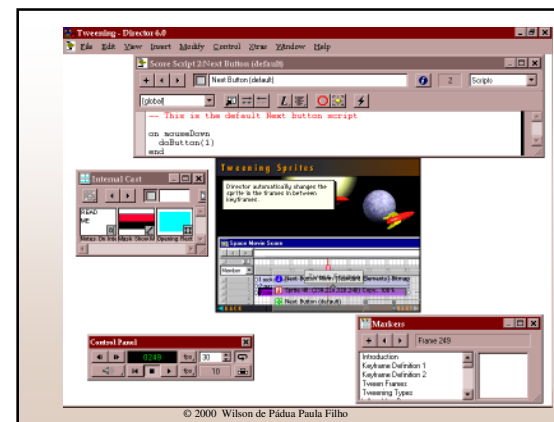 Tweening - Director 6.0
File Edit View Insert Modify Control Xtras Window Help
Score Script 2:Next Button (default)
Next Button (default)
2
Scripts
[global]
-- This is the default Next button script
on mouseDown
doButton(1)
end
Internal Cast
READ
ME
Tweening Sprites
Director automatically changes the
sprite in the frames in between
keyframes.
Space Movie Score
Member
Next Button (default)
BACK
Control Panel
0249
30
10
Markers
Frame 249
Introduction
Keyframe Definition 1
Keyframe Definition 2
Tween Frames
Tweening Types
© 2000 Wilson de Pádua Paula Filho